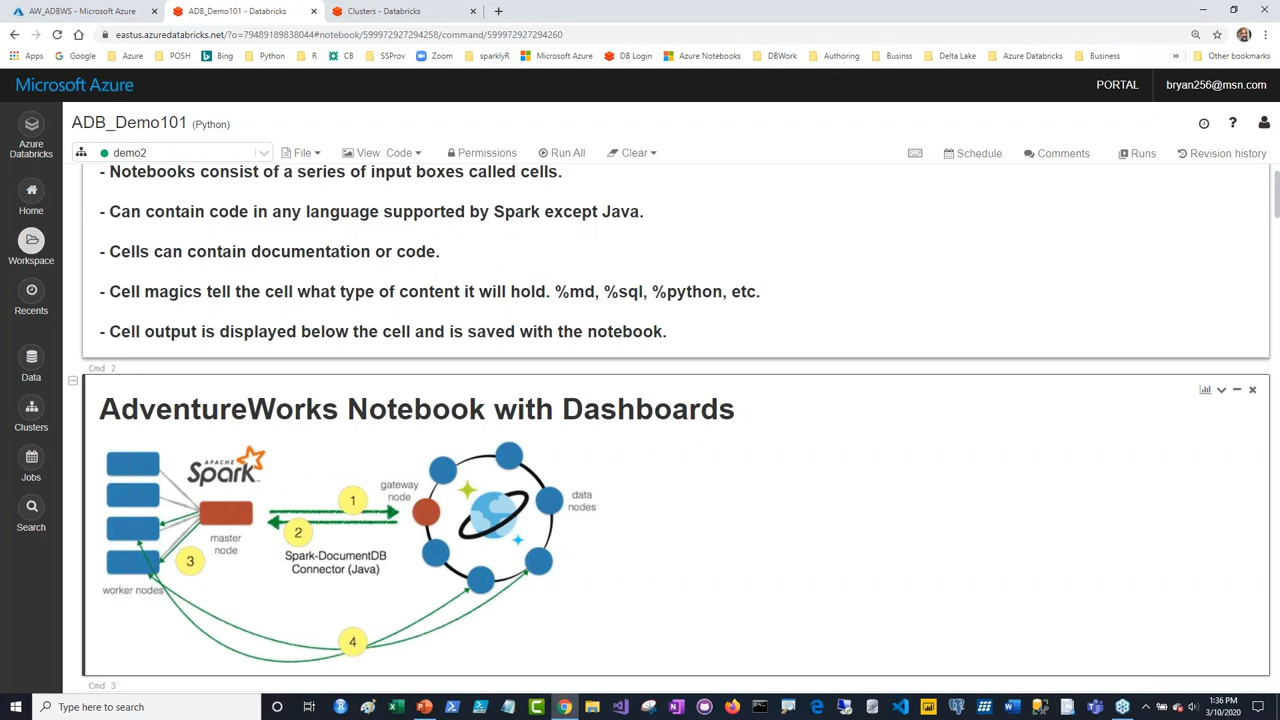 AW_ADBWS - Microsoft Azure
ADB_Demo101 - Databricks
Clusters - Databricks
eastus.azuredatabricks.net/?o=79489189838044#notebook/599972927294258/command/599972927294260
Apps Google Azure POSH Bing Python R CB SSProv Zoom sparklyR Microsoft Azure DB Login Azure Notebooks DBWork Authoring Businss Delta Lake Azure Databricks Business » Other bookmarks
Microsoft Azure
PORTAL
bryan256@msn.com
ADB_Demo101 (Python)
demo2
File
View: Code
Permissions
Run All
Clear
Schedule
Comments
Runs
Revision history
Azure
Databricks
Home
Workspace
Recents
Data
Clusters
Jobs
Search
- Notebooks consist of a series of input boxes called cells.
- Can contain code in any language supported by Spark except Java.
- Cells can contain documentation or code.
- Cell magics tell the cell what type of content it will hold. %md, %sql, %python, etc.
- Cell output is displayed below the cell and is saved with the notebook.
Cmd 2
AdventureWorks Notebook with Dashboards
APACHE
Spark
master
node
worker nodes
1
2
3
4
Spark-DocumentDB
Connector (Java)
gateway
node
data
nodes
Cmd 3
Type here to search
1:36 PM
3/10/2020